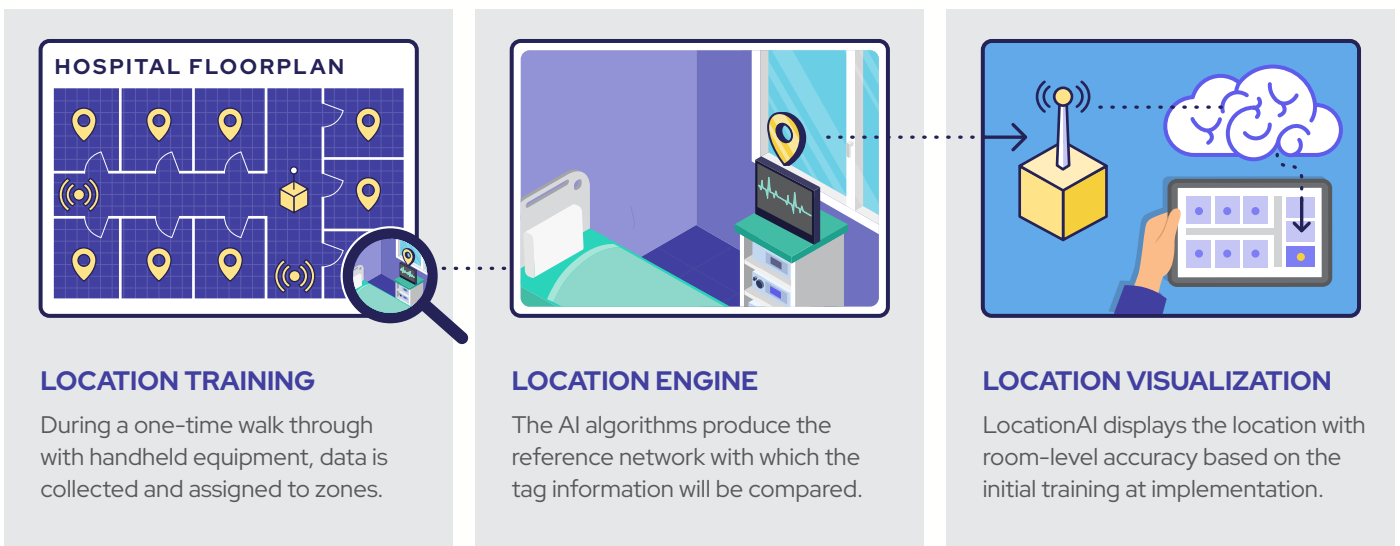 HOSPITAL FLOORPLAN
LOCATION TRAINING
During a one-time walk through
with handheld equipment, data is
collected and assigned to zones.
LOCATION ENGINE
The AI algorithms produce the
reference network with which the
tag information will be compared.
LOCATION VISUALIZATION
LocationAI displays the location with
room-level accuracy based on the
initial training at implementation.